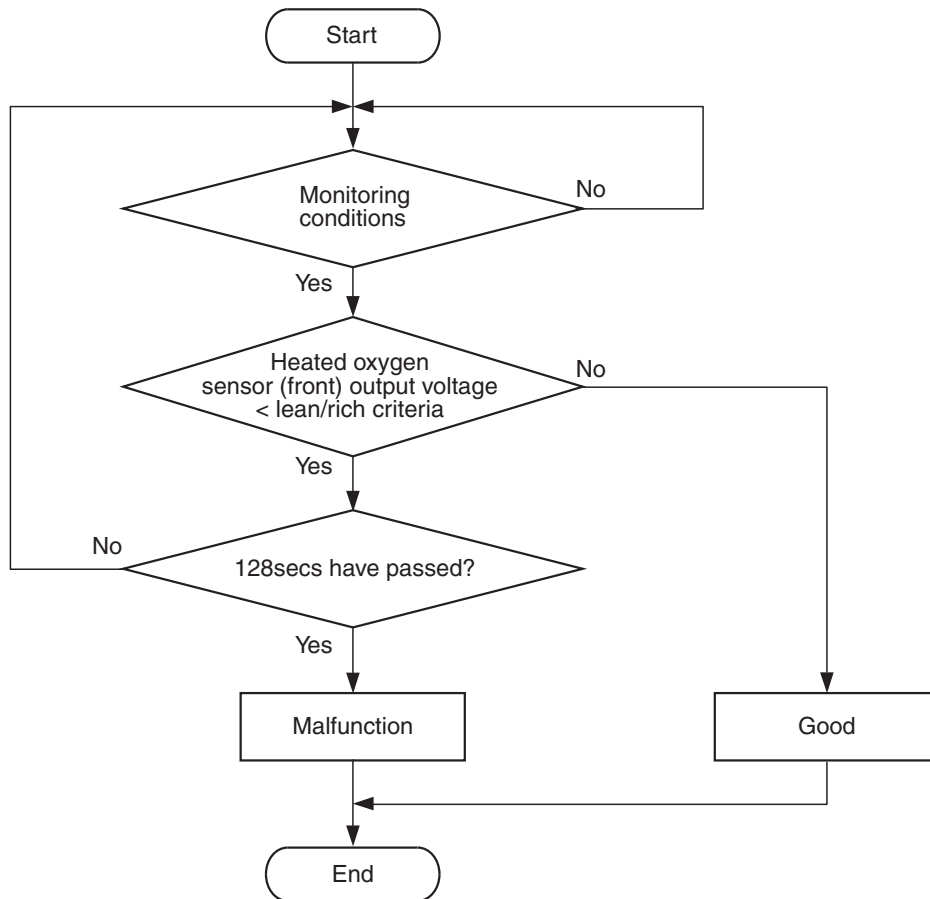 Start
Monitoring
conditions
No
Yes
Heated oxygen
sensor (front) output voltage
< lean/rich criteria
No
Yes
No
128secs have passed?
Yes
Malfunction
Good
End